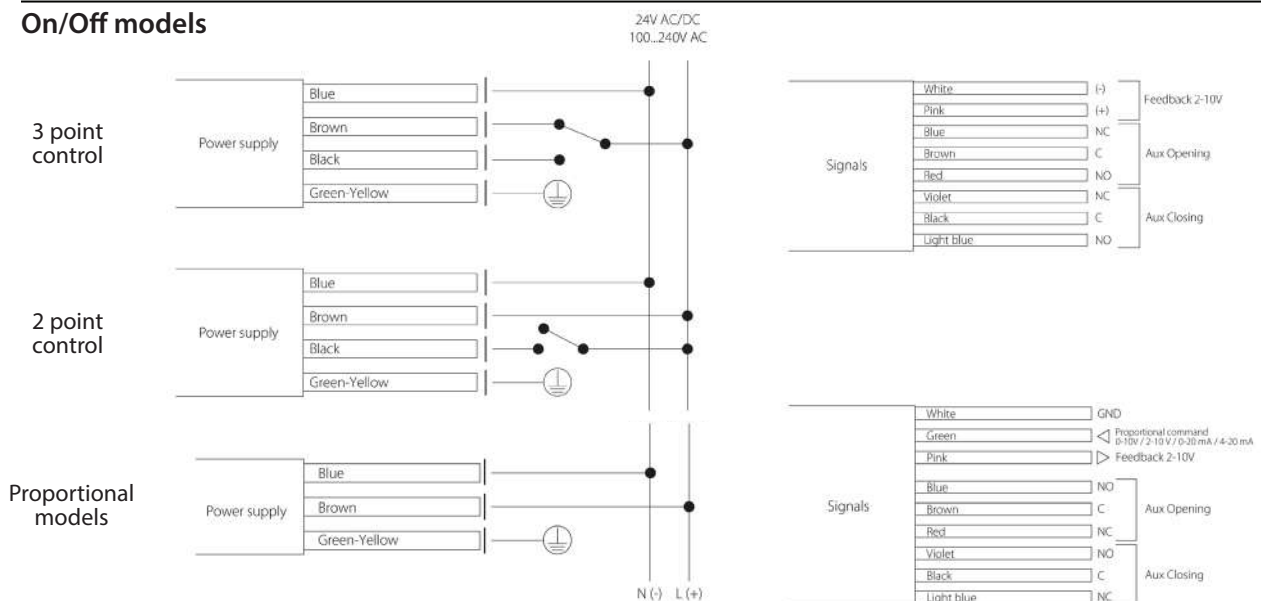 On/Off models
24V AC/DC
100...240V AC
3 point
control
Power supply
Blue
Brown
Black
Green-Yellow
Signals
White (-)
Pink (+)
Feedback 2-10V
Blue NC
Brown C
Red NO
Aux Opening
Violet NC
Black C
Light blue NO
Aux Closing
2 point
control
Power supply
Blue
Brown
Black
Green-Yellow
Proportional
models
Power supply
Blue
Brown
Green-Yellow
N (-) L (+)
Signals
White GND
Green Proportional command
0-10V / 2-10 V / 0-20 mA / 4-20 mA
Pink Feedback 2-10V
Blue NO
Brown C
Red NC
Aux Opening
Violet NO
Black C
Light blue NC
Aux Closing